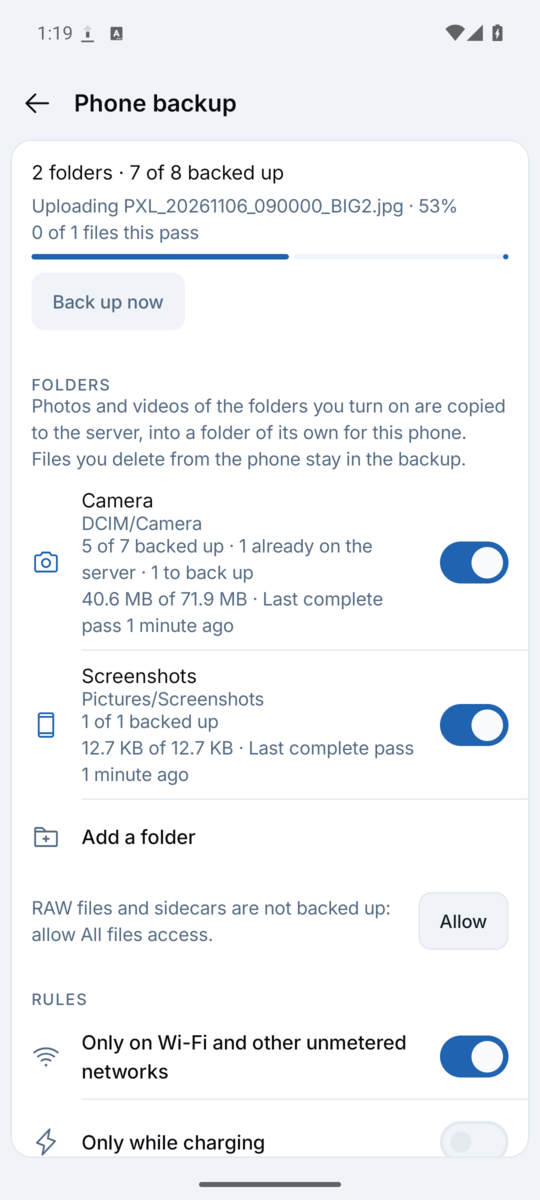 1:19
Phone backup
2 folders · 7 of 8 backed up
Uploading PXL_20261106_090000_BIG2.jpg · 53%
0 of 1 files this pass
Back up now
FOLDERS
Photos and videos of the folders you turn on are copied
to the server, into a folder of its own for this phone.
Files you delete from the phone stay in the backup.
Camera
DCIM/Camera
5 of 7 backed up · 1 already on the
server · 1 to back up
40.6 MB of 71.9 MB · Last complete
pass 1 minute ago
Screenshots
Pictures/Screenshots
1 of 1 backed up
12.7 KB of 12.7 KB · Last complete pass
1 minute ago
Add a folder
RAW files and sidecars are not backed up:
allow All files access.
Allow
RULES
Only on Wi-Fi and other unmetered
networks
Only while charging